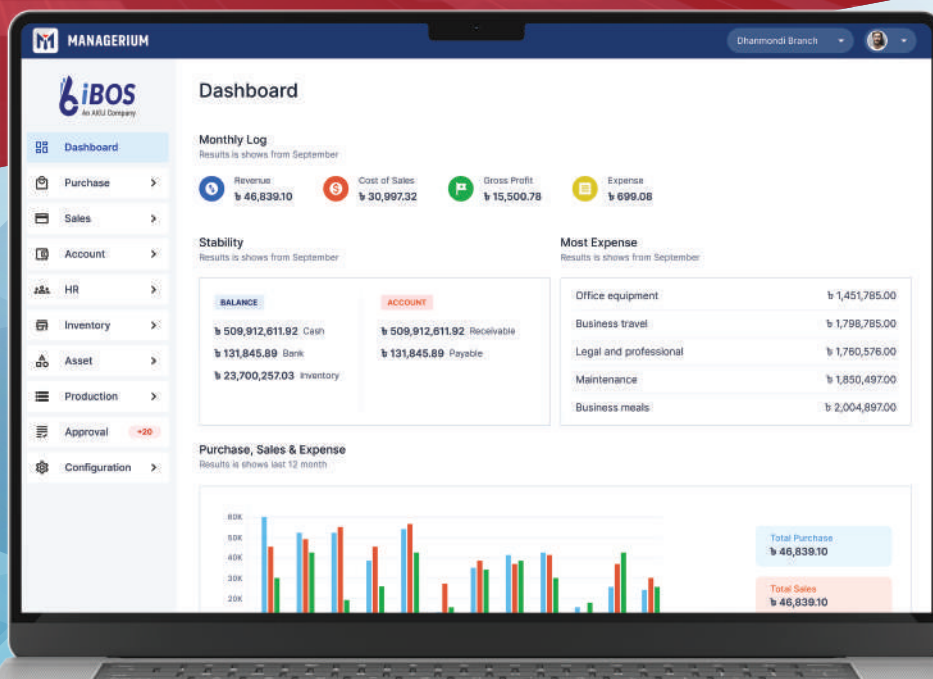 MANAGERIUM
Dhanmondi Branch
iBOS
An AKIJ Company
Dashboard
Purchase
Sales
Account
HR
Inventory
Asset
Production
Approval +20
Configuration
Dashboard
Monthly Log
Results is shows from September
Revenue
৳ 46,839.10
Cost of Sales
৳ 30,997.32
Gross Profit
৳ 15,500.78
Expense
৳ 699.08
Stability
Results is shows from September
BALANCE
৳ 509,912,611.92 Cash
৳ 131,845.89 Bank
৳ 23,700,257.03 Inventory
ACCOUNT
৳ 509,912,611.92 Receivable
৳ 131,845.89 Payable
Most Expense
Results is shows from September
Office equipment ৳ 1,451,785.00
Business travel ৳ 1,798,785.00
Legal and professional ৳ 1,760,576.00
Maintenance ৳ 1,850,497.00
Business meals ৳ 2,004,897.00
Purchase, Sales & Expense
Results is shows last 12 month
60K
50K
40K
30K
20K
Total Purchase
৳ 46,839.10
Total Sales
৳ 46,839.10